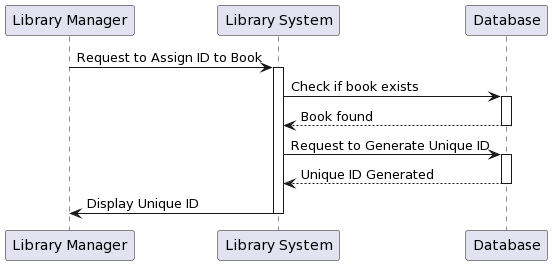 Library Manager
Library System
Database
Request to Assign ID to Book
Check if book exists
Book found
Request to Generate Unique ID
Unique ID Generated
Display Unique ID
Library Manager
Library System
Database